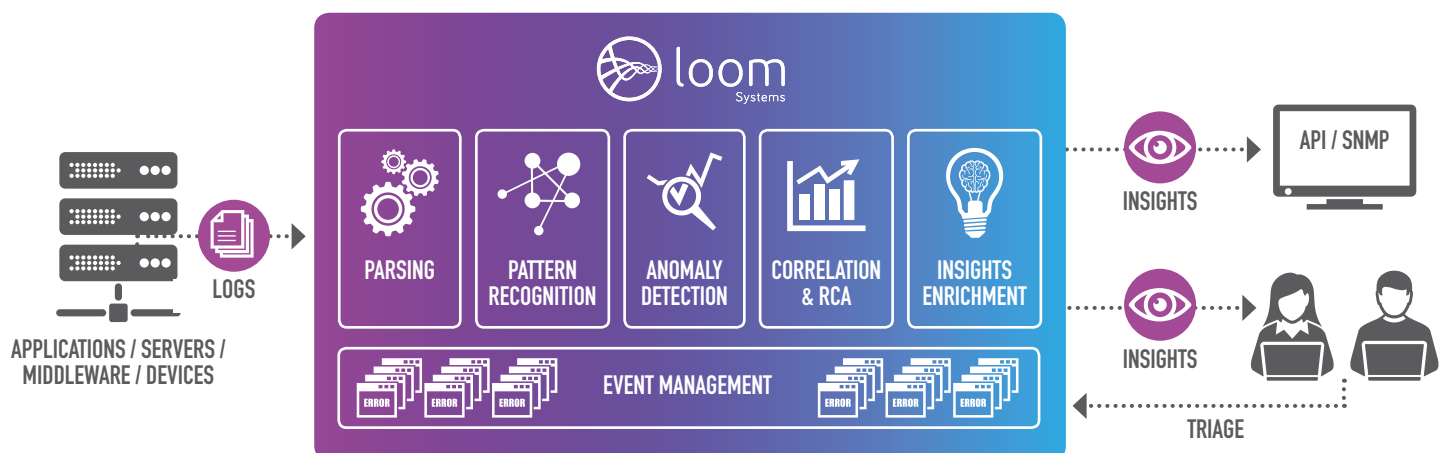 loom
Systems
PARSING
PATTERN
RECOGNITION
ANOMALY
DETECTION
CORRELATION
& RCA
INSIGHTS
ENRICHMENT
LOGS
APPLICATIONS / SERVERS /
MIDDLEWARE / DEVICES
EVENT MANAGEMENT
ERROR
ERROR
ERROR
ERROR
ERROR
ERROR
INSIGHTS
API / SNMP
INSIGHTS
TRIAGE